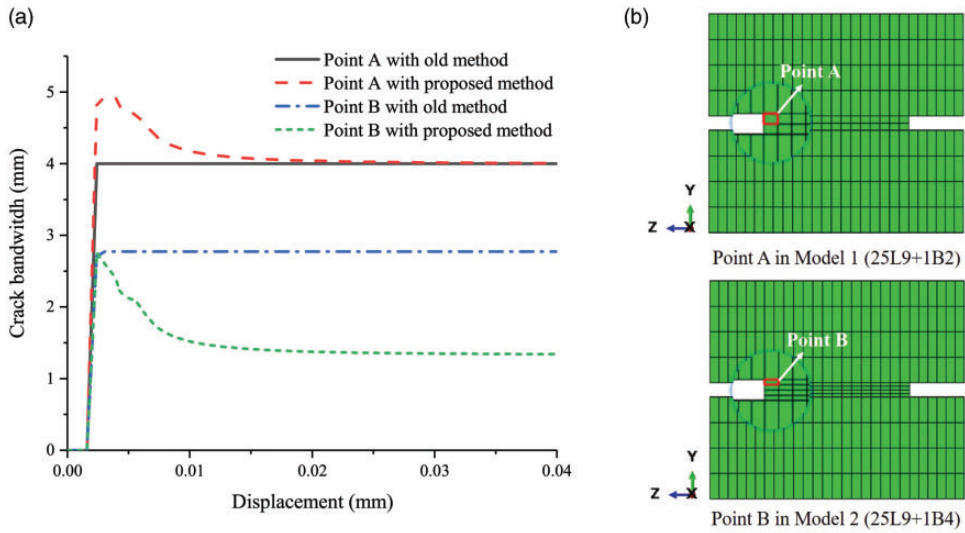 (a)
Point A with old method
Point A with proposed method
Point B with old method
Point B with proposed method
5
4
3
2
1
0
Crack bandwitdh (mm)
0.00
0.01
0.02
0.03
0.04
Displacement (mm)
(b)
Point A
Y
Z
X
Point A in Model 1 (25L9+1B2)
Point B
Y
Z
X
Point B in Model 2 (25L9+1B4)